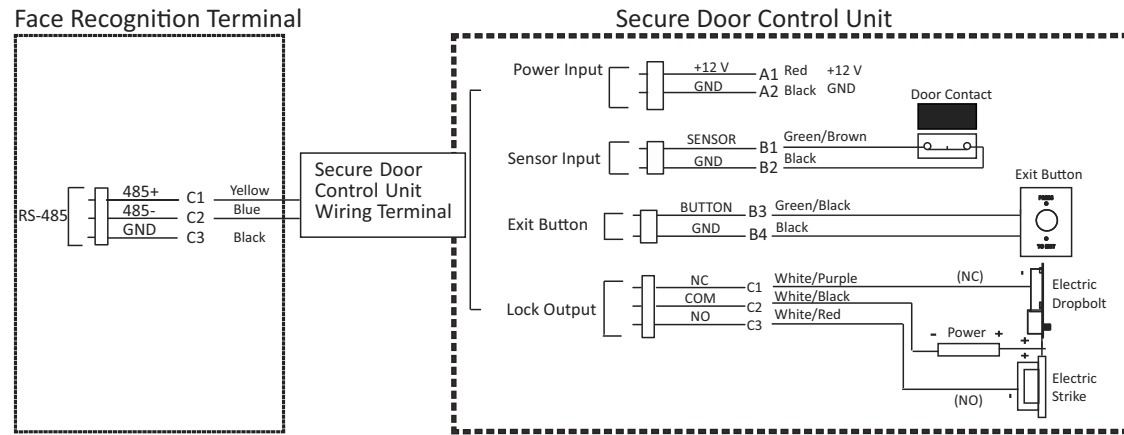 Face Recognition Terminal
Secure Door Control Unit
Power Input
+12 V
A1 Red +12 V
GND
A2 Black GND
Door Contact
Sensor Input
SENSOR
B1 Green/Brown
GND
B2 Black
Exit Button
Exit Button
BUTTON
B3 Green/Black
GND
B4 Black
PRESS
TO EXIT
Secure Door
Control Unit
Wiring Terminal
RS-485
485+ C1 Yellow
485- C2 Blue
GND C3 Black
Lock Output
NC
C1 White/Purple
(NC)
COM
C2 White/Black
NO
C3 White/Red
-
Electric
Dropbolt
- Power +
+
+
(NO)
-
Electric
Strike